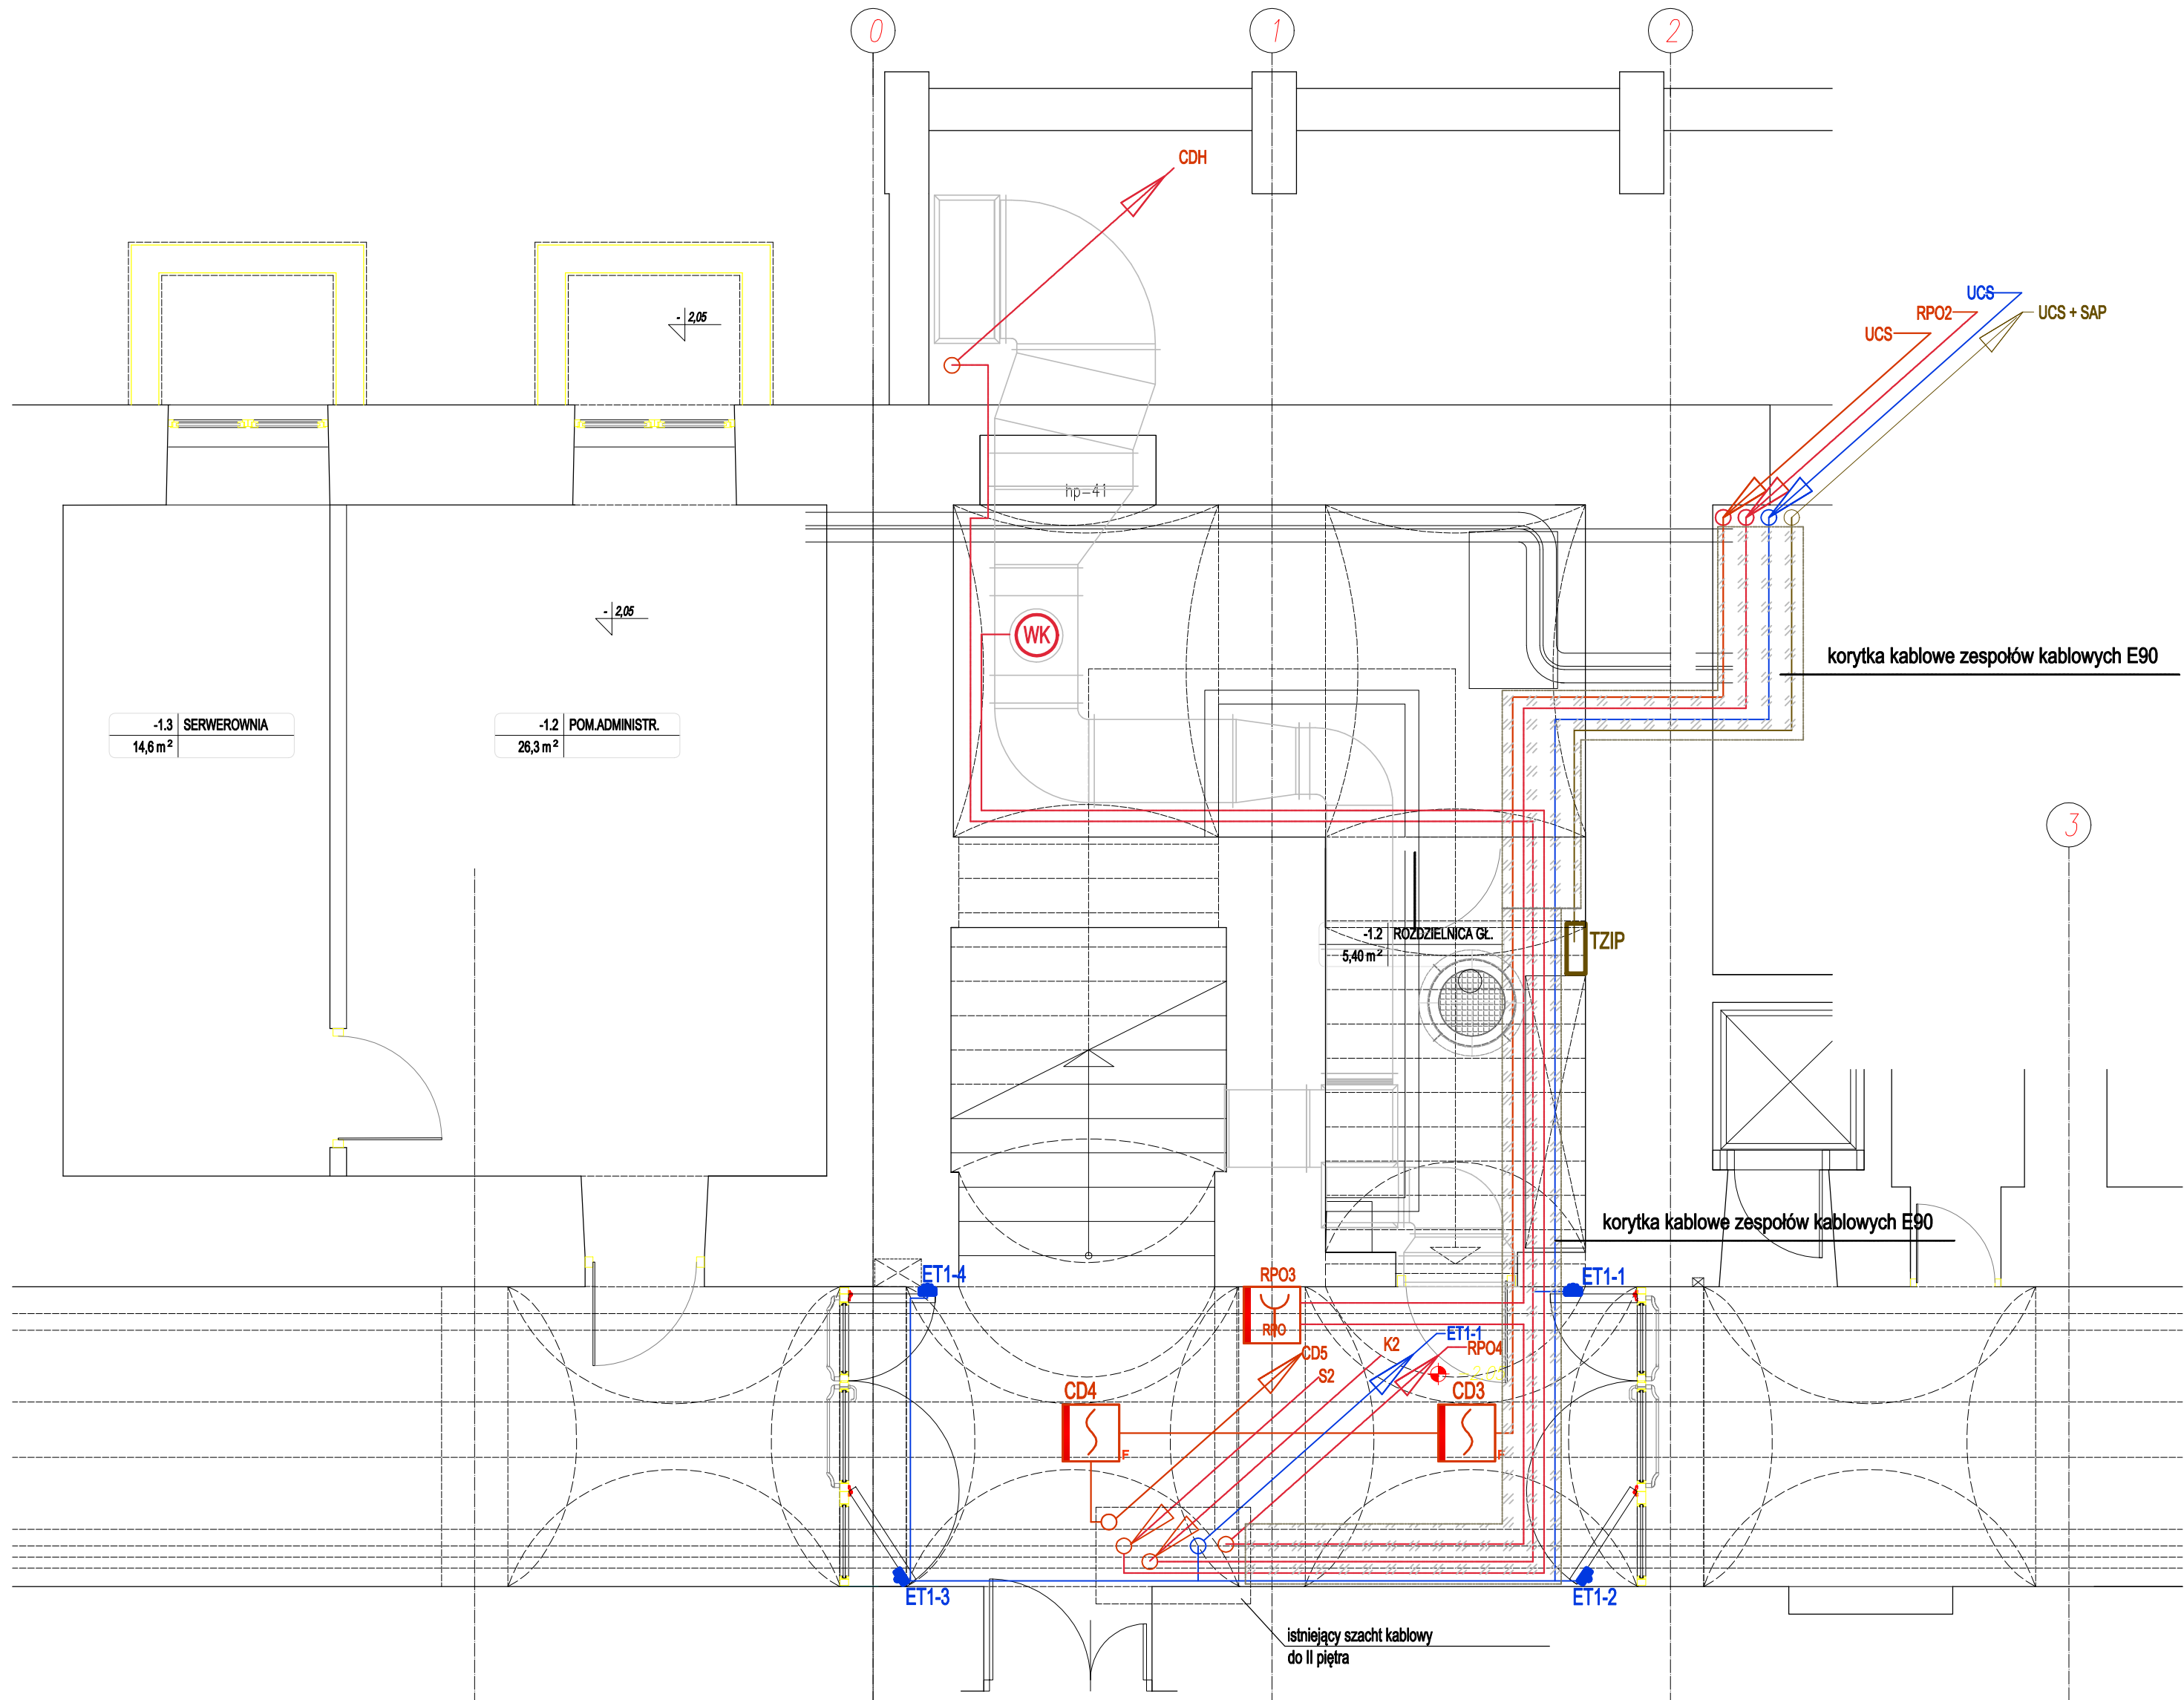 0
1
2
CDH
UCS
RPO2
UCS + SAP
UCS
- 2,05
hp-41
- 2,05
WK
korytka kablowe zespołów kablowych E90
-1.3 SERWEROWNIA
14,6 m²
-1.2 POM.ADMINISTR.
26,3 m²
3
-1.2 ROZDZIELNICA GŁ.
5,40 m²
TZIP
korytka kablowe zespołów kablowych E90
ET1-4
RPO3
ET1-1
RPO
K2
ET1-1
RPO4
CD5
S2
CD4
CD3
F
F
ET1-3
ET1-2
istniejący szacht kablowy
do II piętra